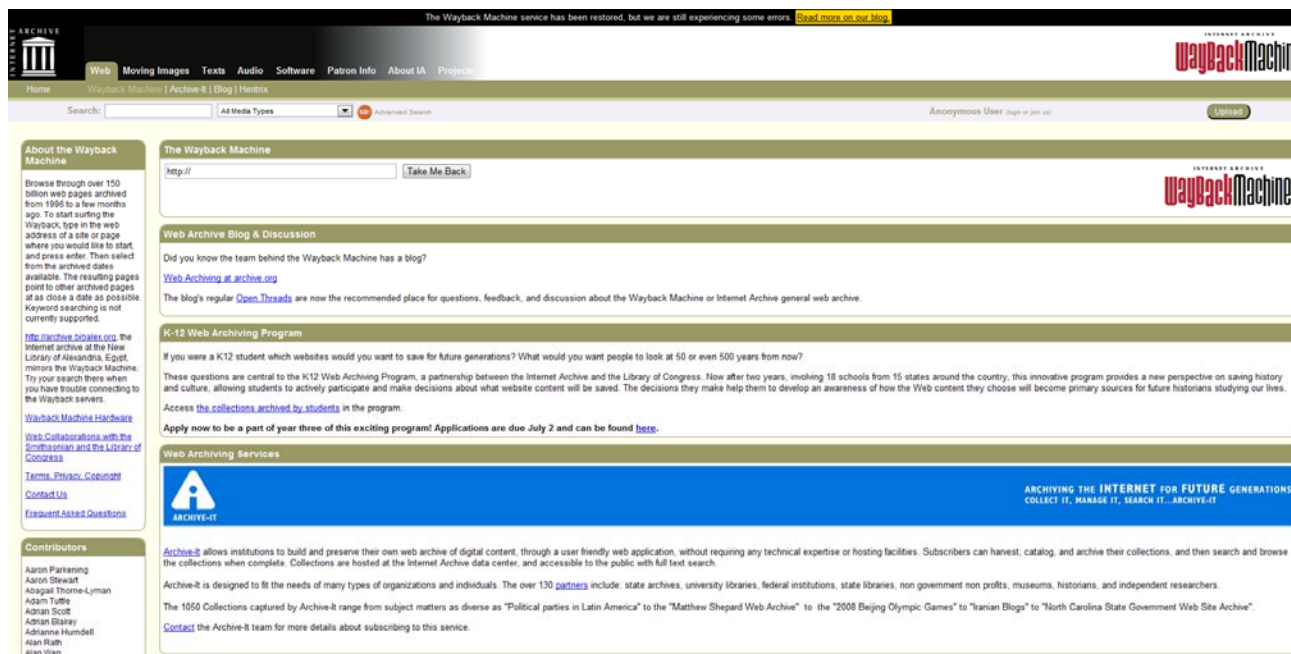 The Wayback Machine service has been restored, but we are still experiencing some errors. Read more on our blog.
INTERNET ARCHIVE
INTERNET ARCHIVE
WayBackMachin
Web Moving Images Texts Audio Software Patron Info About IA Projects
Home Wayback Machine | Archive-It | Blog | Heritrix
Search: All Media Types GO! Advanced Search Anonymous User (login or join us) Upload
About the Wayback
Machine
Browse through over 150
billion web pages archived
from 1996 to a few months
ago. To start surfing the
Wayback, type in the web
address of a site or page
where you would like to start,
and press enter. Then select
from the archived dates
available. The resulting pages
point to other archived pages
at as close a date as possible.
Keyword searching is not
currently supported.
http://archive.bibalex.org, the
Internet archive at the New
Library of Alexandria, Egypt,
mirrors the Wayback Machine.
Try your search there when
you have trouble connecting to
the Wayback servers.
Wayback Machine Hardware
Web Collaborations with the
Smithsonian and the Library of
Congress
Terms, Privacy, Copyright
Contact Us
Frequent Asked Questions
Contributors
Aaron Parkening
Aaron Stewart
Abagail Thorne-Lyman
Adam Tuttle
Adrian Scott
Adrian Blakey
Adrianne Hurndell
Alan Rath
Alan Wen
The Wayback Machine
http:// Take Me Back
INTERNET ARCHIVE
WayBackMachine
Web Archive Blog & Discussion
Did you know the team behind the Wayback Machine has a blog?
Web Archiving at archive.org
The blog's regular Open Threads are now the recommended place for questions, feedback, and discussion about the Wayback Machine or Internet Archive general web archive.
K-12 Web Archiving Program
If you were a K12 student which websites would you want to save for future generations? What would you want people to look at 50 or even 500 years from now?
These questions are central to the K12 Web Archiving Program, a partnership between the Internet Archive and the Library of Congress. Now after two years, involving 18 schools from 15 states around the country, this innovative program provides a new perspective on saving history
and culture, allowing students to actively participate and make decisions about what website content will be saved. The decisions they make help them to develop an awareness of how the Web content they choose will become primary sources for future historians studying our lives.
Access the collections archived by students in the program.
Apply now to be a part of year three of this exciting program! Applications are due July 2 and can be found here.
Web Archiving Services
ARCHIVE-IT
ARCHIVING THE INTERNET FOR FUTURE GENERATIONS
COLLECT IT, MANAGE IT, SEARCH IT...ARCHIVE-IT
Archive-It allows institutions to build and preserve their own web archive of digital content, through a user friendly web application, without requiring any technical expertise or hosting facilities. Subscribers can harvest, catalog, and archive their collections, and then search and browse
the collections when complete. Collections are hosted at the Internet Archive data center, and accessible to the public with full text search.
Archive-It is designed to fit the needs of many types of organizations and individuals. The over 130 partners include: state archives, university libraries, federal institutions, state libraries, non government non profits, museums, historians, and independent researchers.
The 1050 Collections captured by Archive-It range from subject matters as diverse as "Political parties in Latin America" to the "Matthew Shepard Web Archive" to the "2008 Beijing Olympic Games" to "Iranian Blogs" to "North Carolina State Government Web Site Archive".
Contact the Archive-It team for more details about subscribing to this service.